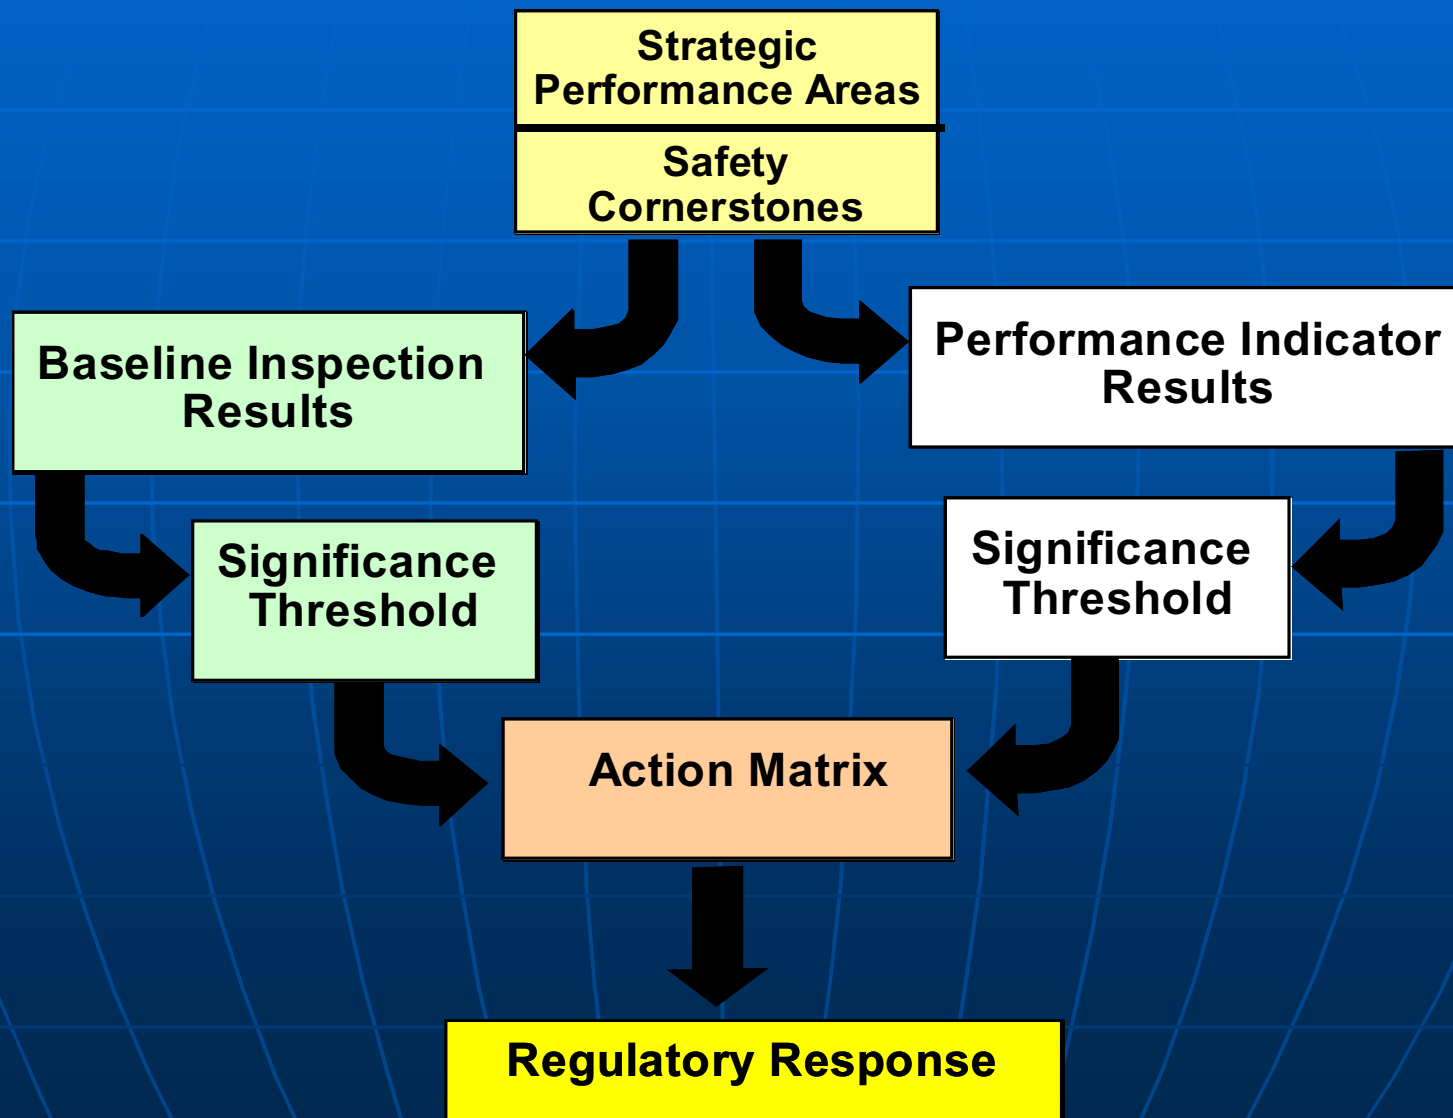 Strategic
Performance Areas
Safety
Cornerstones
Baseline Inspection
Results
Performance Indicator
Results
Significance
Threshold
Significance
Threshold
Action Matrix
Regulatory Response